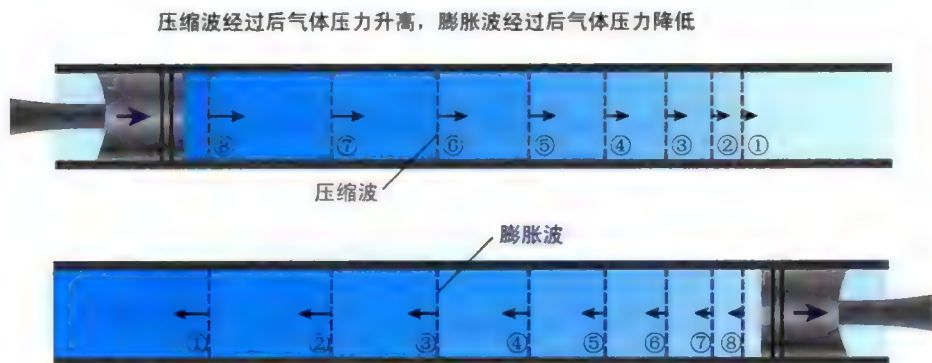 压缩波经过后气体压力升高，膨胀波经过后气体压力降低
⑧ ⑦ ⑥ ⑤ ④ ③ ② ①
压缩波
膨胀波
① ② ③ ④ ⑤ ⑥ ⑦ ⑧